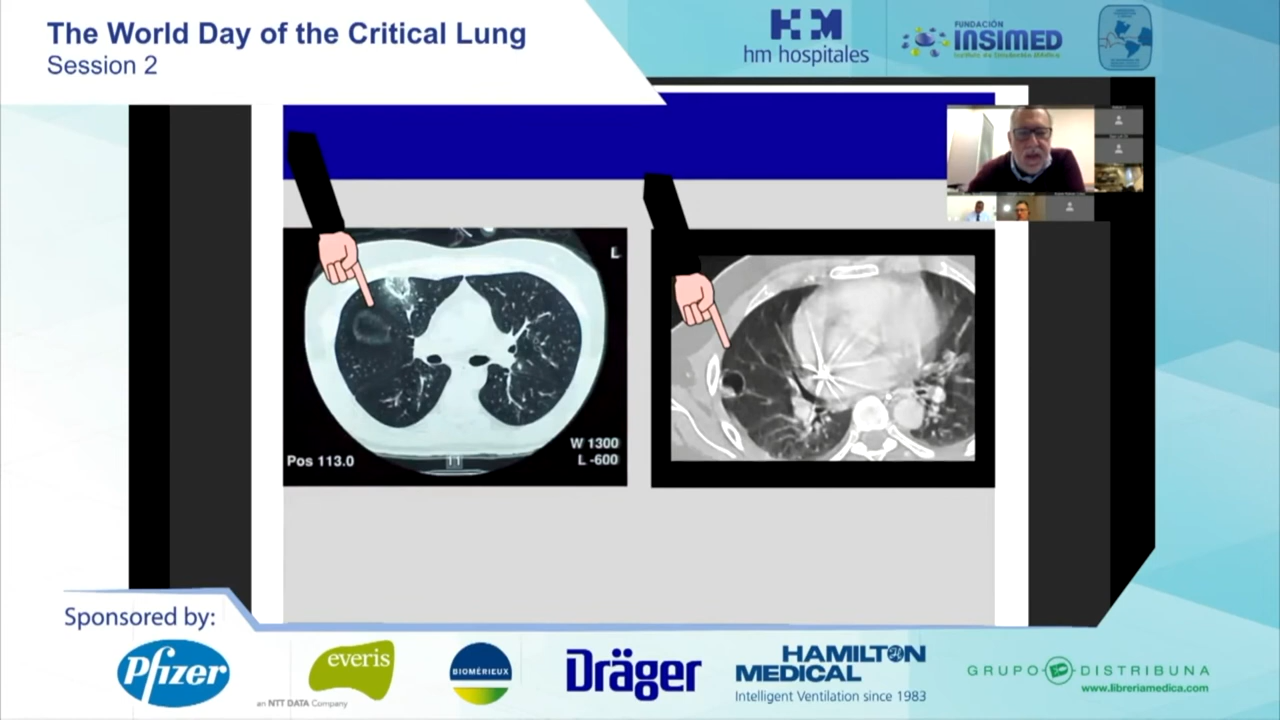 The World Day of the Critical Lung
Session 2
hm hospitales
FUNDACIÓN
INSIMED
L
Pos 113.0
11
W 1300
L -600
Sponsored by:
Pfizer
everis
an NTT DATA Company
BIOMÉRIEUX
Dräger
HAMILTON
MEDICAL
Intelligent Ventilation since 1983
GRUPO DISTRIBUNA
www.libreriamedica.com